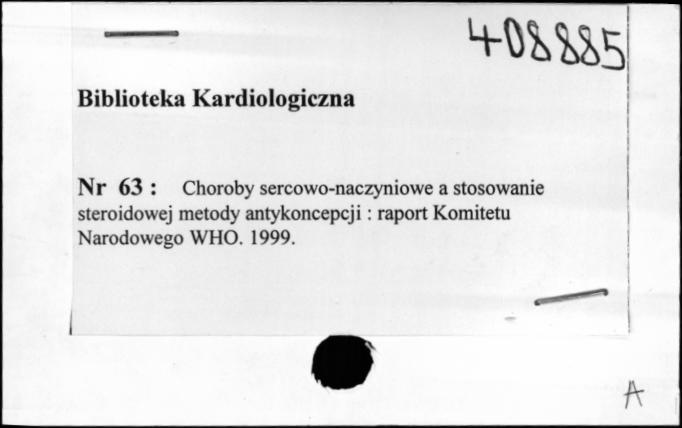 408885
Biblioteka Kardiologiczna
Nr 63 : Choroby sercowo-naczyniowe a stosowanie
steroidowej metody antykoncepcji : raport Komitetu
Narodowego WHO. 1999.
A